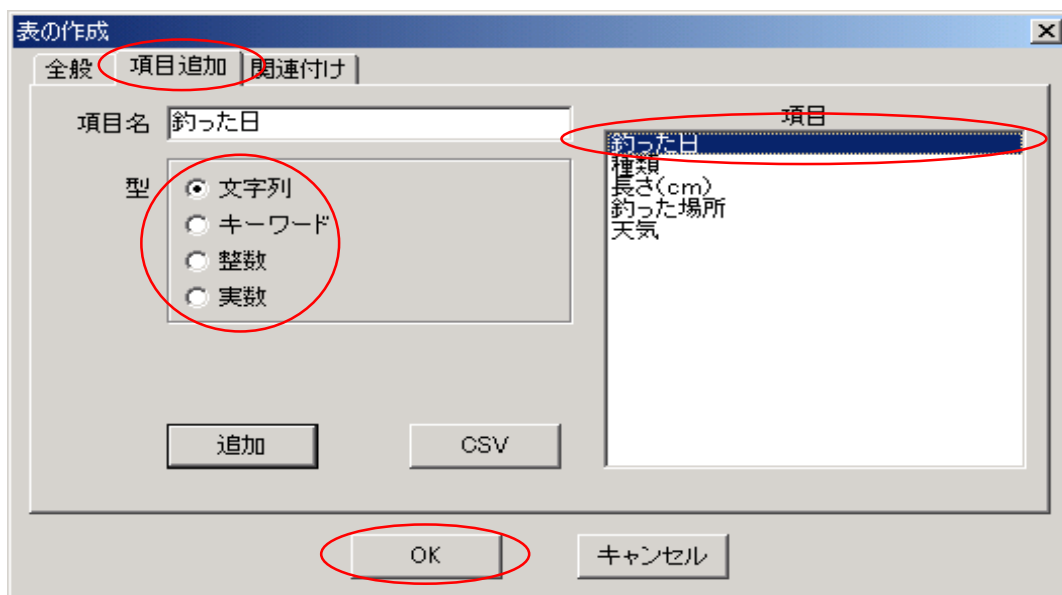 表の作成
全般 項目追加 関連付け
項目名 釣った日
型
文字列
キーワード
整数
実数
追加 CSV
項目
釣った日
種類
長さ(cm)
釣った場所
天気
OK キャンセル